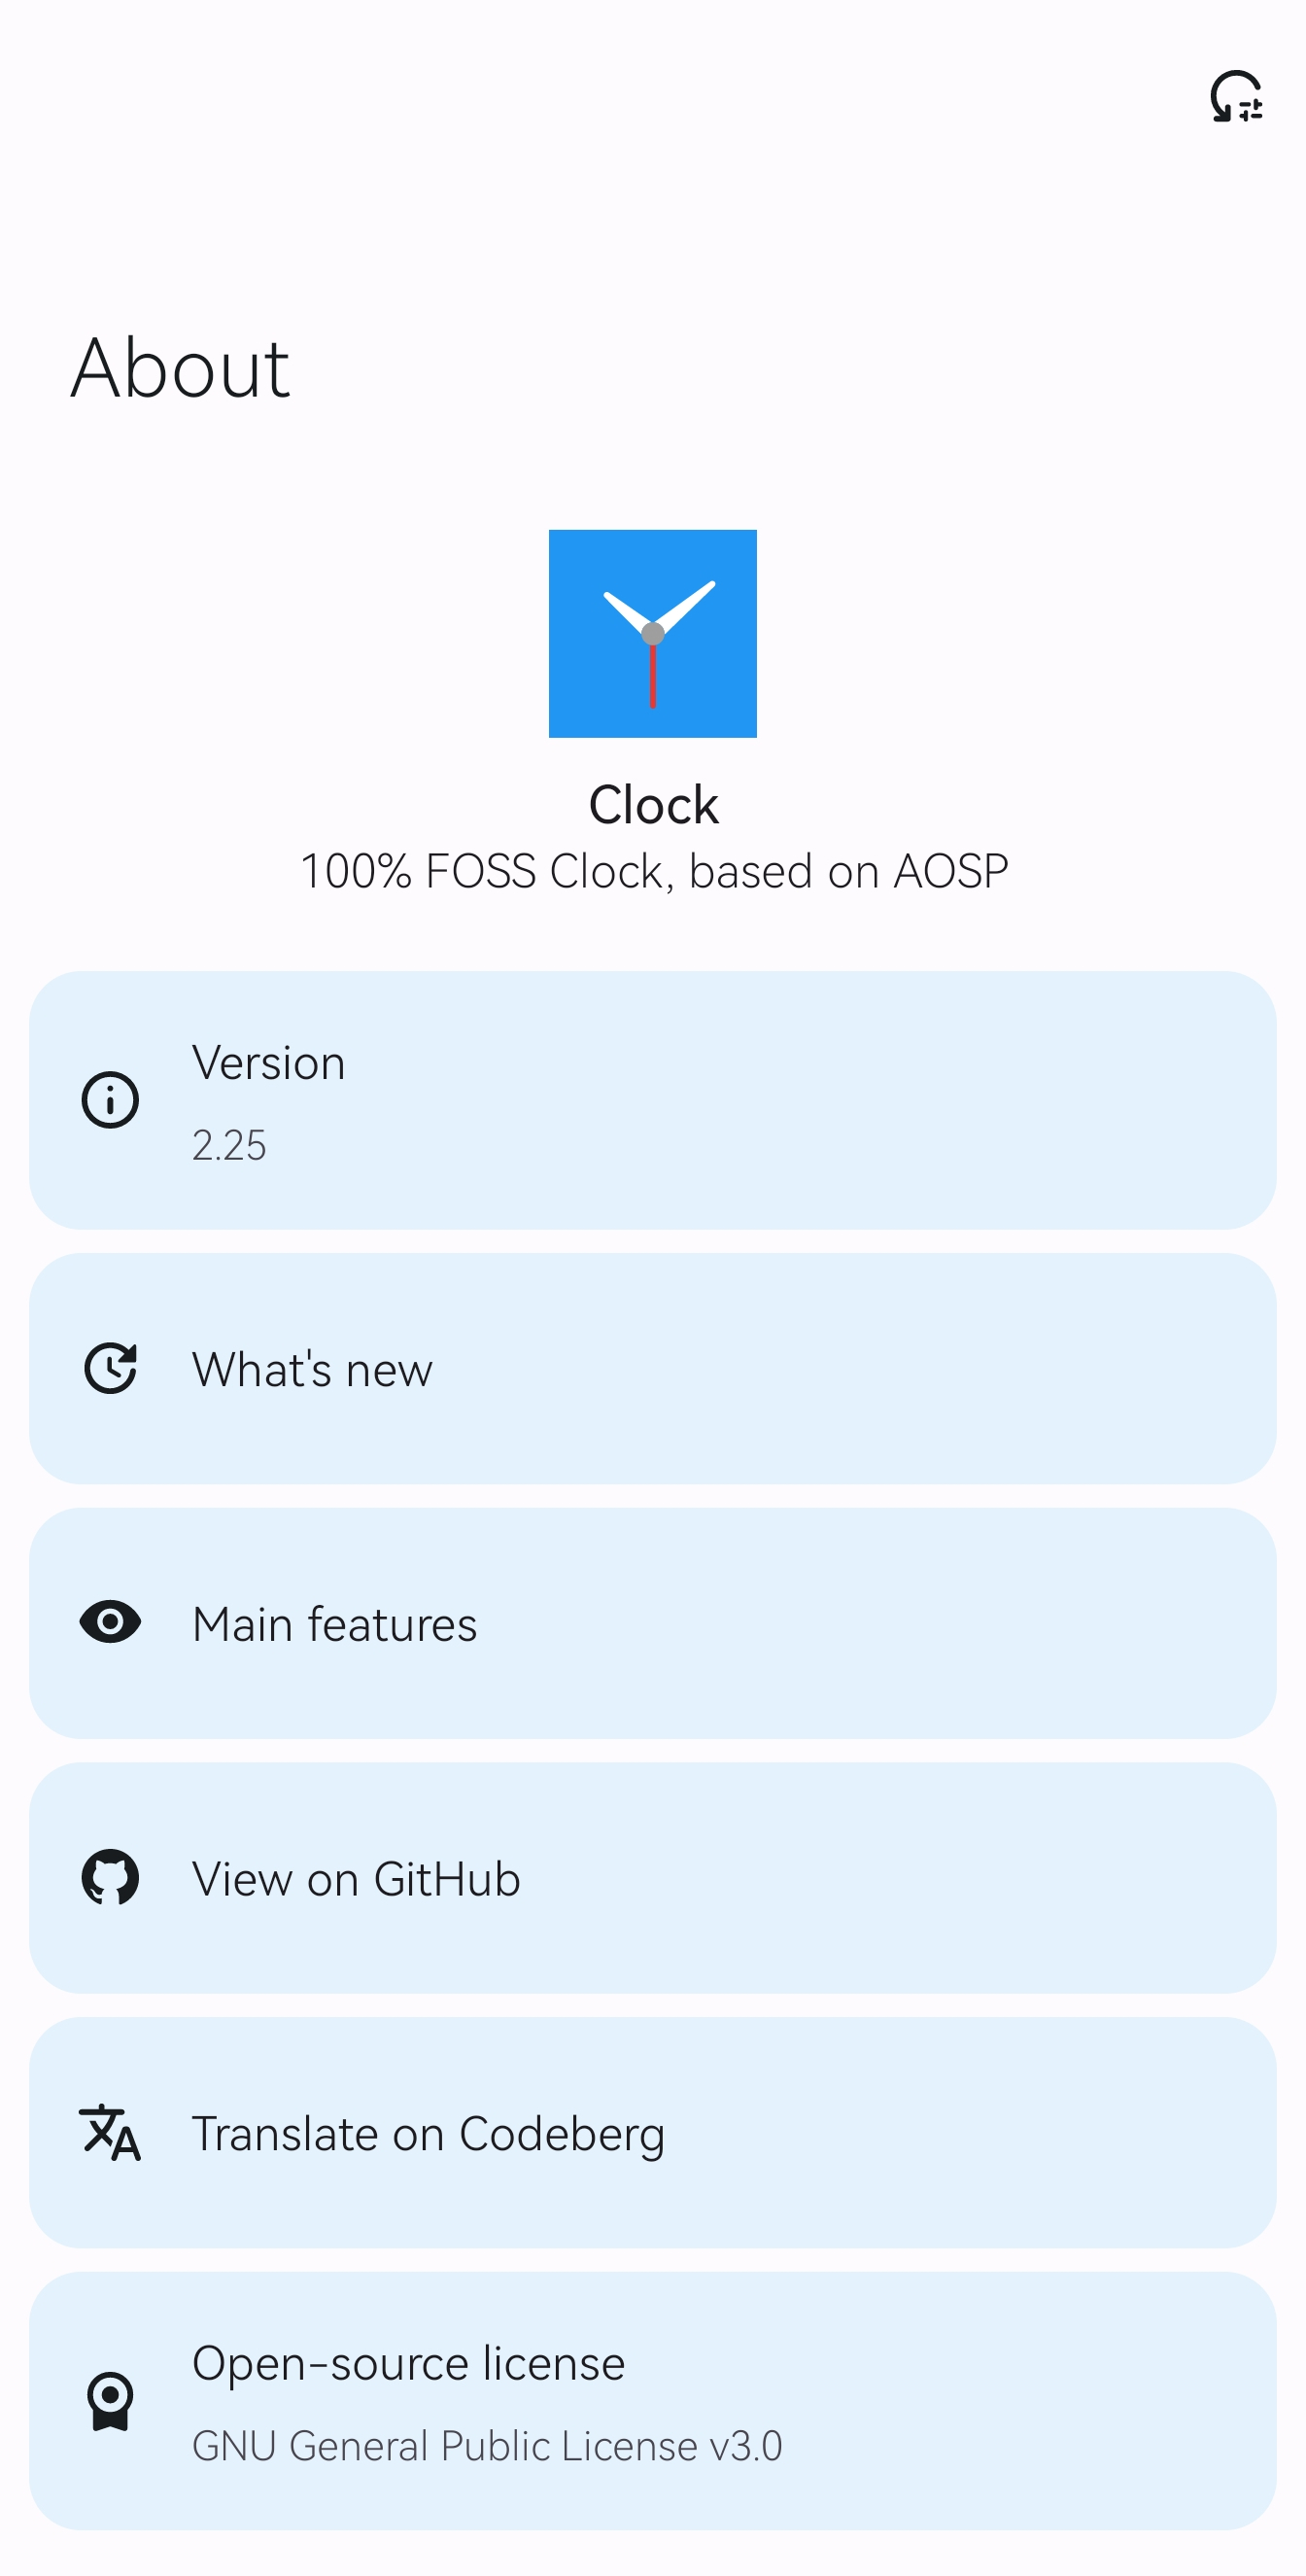 About
Clock
100% FOSS Clock, based on AOSP
Version
2.25
What's new
Main features
View on GitHub
Translate on Codeberg
Open-source license
GNU General Public License v3.0